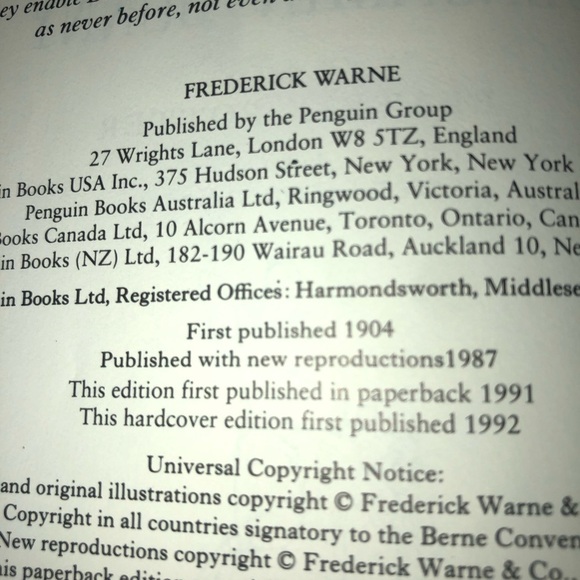 as never before, not even
FREDERICK WARNE
Published by the Penguin Group
27 Wrights Lane, London W8 5TZ, England
in Books USA Inc., 375 Hudson Street, New York, New York
Penguin Books Australia Ltd, Ringwood, Victoria, Austral
Books Canada Ltd, 10 Alcorn Avenue, Toronto, Ontario, Can
in Books (NZ) Ltd, 182-190 Wairau Road, Auckland 10, Ne
in Books Ltd, Registered Offices: Harmondsworth, Middlese
First published 1904
Published with new reproductions1987
This edition first published in paperback 1991
This hardcover edition first published 1992
Universal Copyright Notice:
and original illustrations copyright © Frederick Warne &
Copyright in all countries signatory to the Berne Conven
New reproductions copyright © Frederick Warne & Co.
is paperback edition